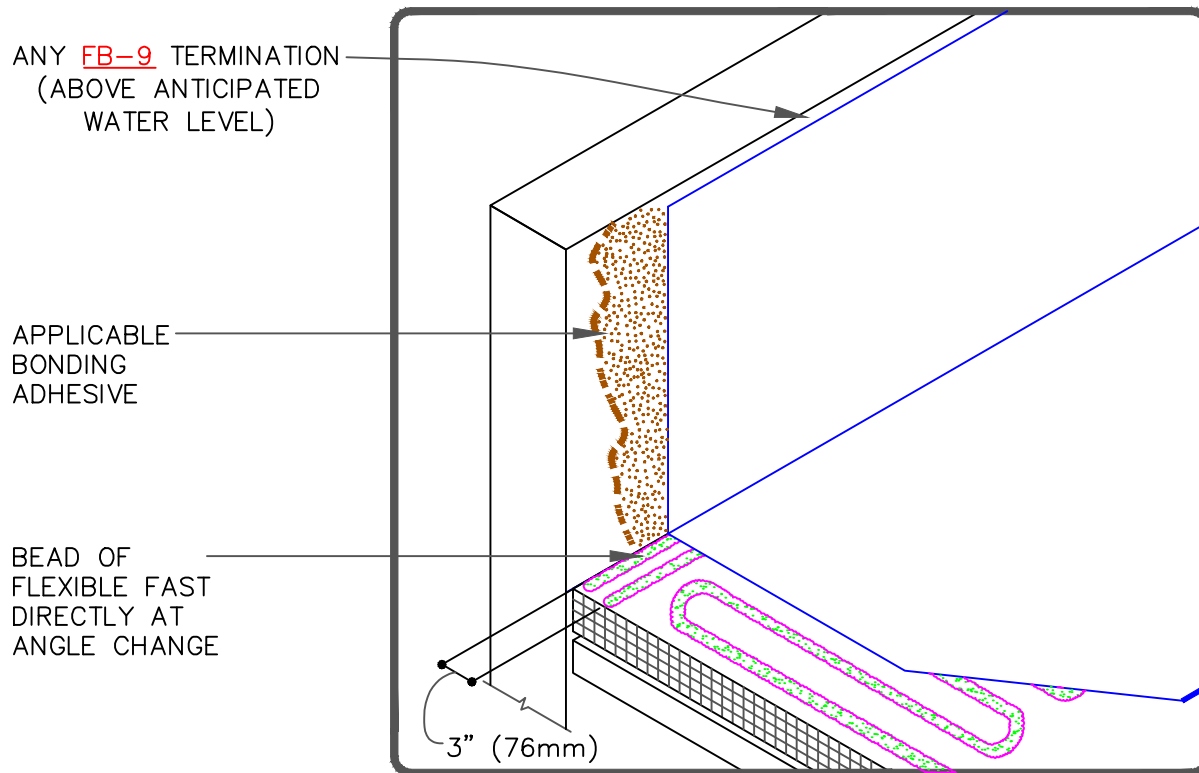 ANY FB-9 TERMINATION
(ABOVE ANTICIPATED
WATER LEVEL)
APPLICABLE
BONDING
ADHESIVE
BEAD OF
FLEXIBLE FAST
DIRECTLY AT
ANGLE CHANGE
3" (76mm)